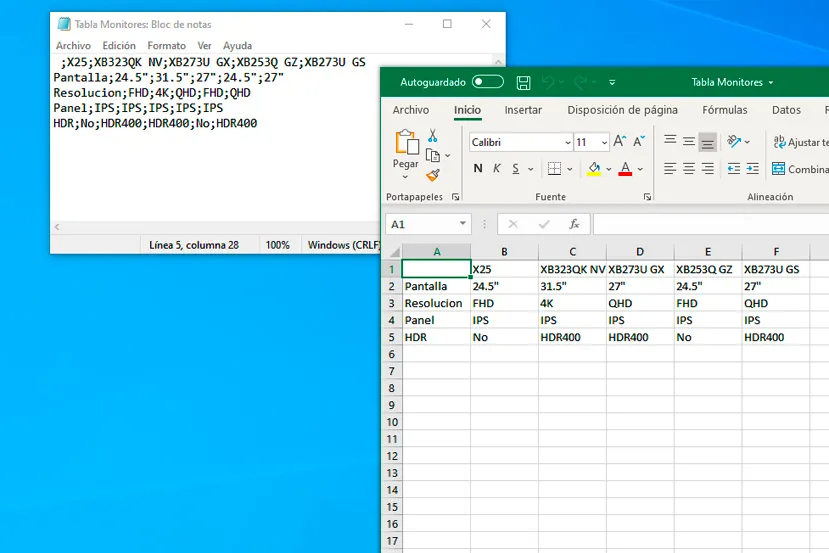 Tabla Monitores: Bloc de notas
Archivo Edición Formato Ver Ayuda
;X25;XB323QK NV;XB273U GX;XB253Q GZ;XB273U GS
Pantalla;24.5";31.5";27";24.5";27"
Resolucion;FHD;4K;QHD;FHD;QHD
Panel;IPS;IPS;IPS;IPS;IPS
HDR;No;HDR400;HDR400;No;HDR400
Línea 5, columna 28 100% Windows (CRLF)
Autoguardado Tabla Monitores
Archivo Inicio Insertar Disposición de página Fórmulas Datos
Pegar Calibri 11 A A ab Ajustar te
N K S A Combina
Portapapeles Fuente Alineación
A1 fx
A B C D E F
1 X25 XB323QK NV XB273U GX XB253Q GZ XB273U GS
2 Pantalla 24.5" 31.5" 27" 24.5" 27"
3 Resolucion FHD 4K QHD FHD QHD
4 Panel IPS IPS IPS IPS IPS
5 HDR No HDR400 HDR400 No HDR400
6
7
8
9
10
11
12
13
14
15
16
17